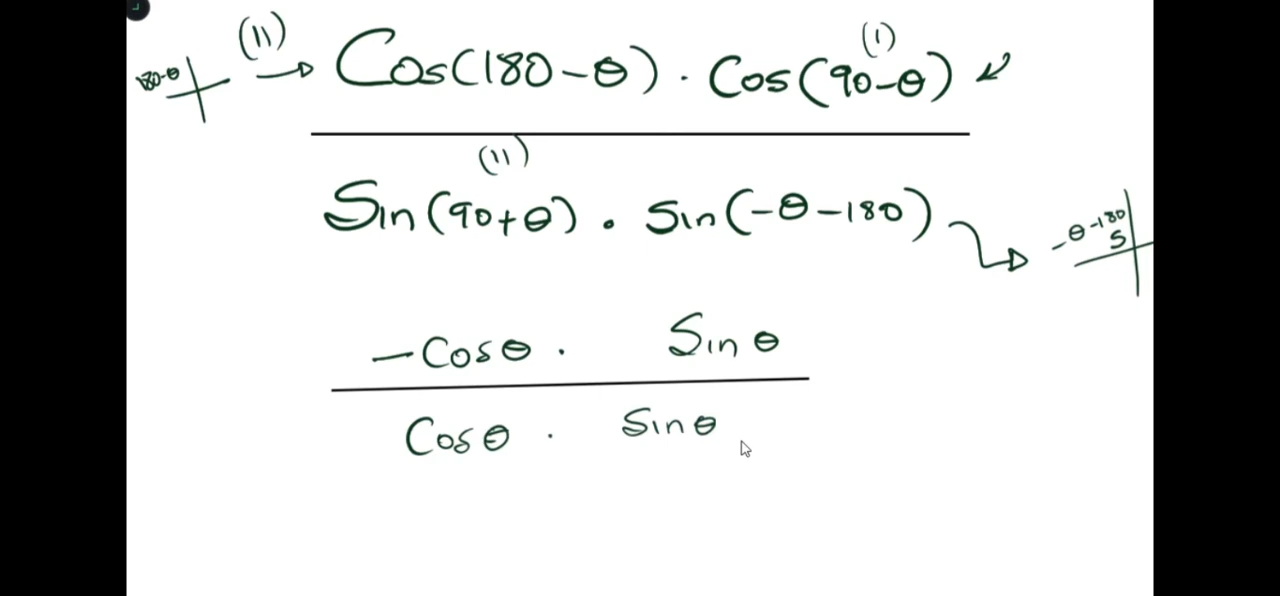 (11) (1)
180-θ → Cos(180-θ) . Cos(90-θ)
(11)
Sin(90+θ) . Sin(-θ-180)
-θ-180
S
-Cosθ . Sinθ
Cosθ . Sinθ